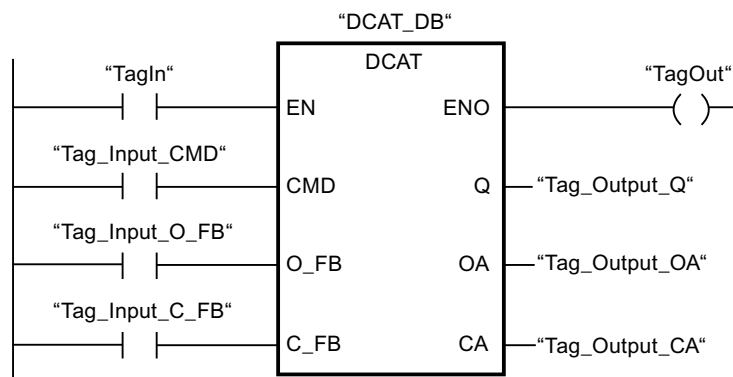 “DCAT_DB“
DCAT
“TagIn“ “TagOut“
EN ENO
“Tag_Input_CMD“
CMD Q “Tag_Output_Q“
“Tag_Input_O_FB“
O_FB OA “Tag_Output_OA“
“Tag_Input_C_FB“
C_FB CA “Tag_Output_CA“